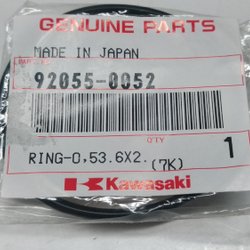 GENUINE PARTS
MADE IN JAPAN
92055-0052
Q'TY
1
RING-O,53.6X2.
(7K)
Kawasaki